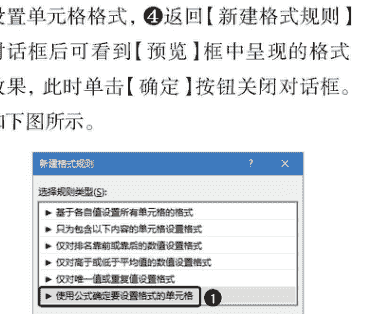 设置单元格格式，❹返回【新建格式规则】
对话框后可看到【预览】框中呈现的格式
效果，此时单击【确定】按钮关闭对话框。
如下图所示。
新建格式规则 ? ×
选择规则类型(S):
► 基于各自值设置所有单元格的格式
► 只为包含以下内容的单元格设置格式
► 仅对排名靠前或靠后的数值设置格式
► 仅对高于或低于平均值的数值设置格式
► 仅对唯一值或重复值设置格式
► 使用公式确定要设置格式的单元格 ❶